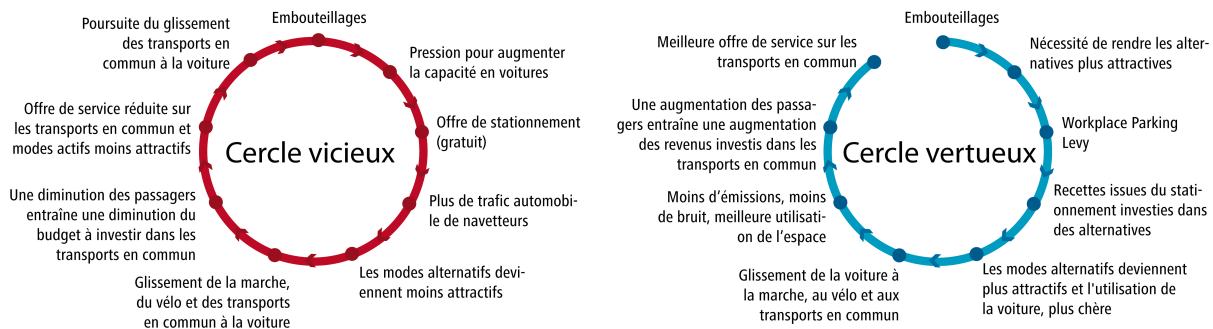 Embouteillages
Pression pour augmenter
la capacité en voitures
Offre de stationnement
(gratuit)
Plus de trafic automobi-
le de navetteurs
Les modes alternatifs devi-
ennent moins attractifs
Glissement de la marche,
du vélo et des transports
en commun à la voiture
Une diminution des passagers
entraîne une diminution du
budget à investir dans les
transports en commun
Offre de service réduite sur
les transports en commun et
modes actifs moins attractifs
Poursuite du glissement
des transports en
commun à la voiture
Cercle vicieux
Embouteillages
Nécessité de rendre les alter-
natives plus attractives
Workplace Parking
Levy
Recettes issues du stati-
onnement investies dans
des alternatives
Les modes alternatifs deviennent
plus attractifs et l'utilisation de
la voiture, plus chère
Glissement de la voiture à
la marche, au vélo et aux
transports en commun
Moins d’émissions, moins
de bruit, meilleure utilisati-
on de l’espace
Une augmentation des passa-
gers entraîne une augmentation
des revenus investis dans les
transports en commun
Meilleure offre de service sur les
transports en commun
Cercle vertueux